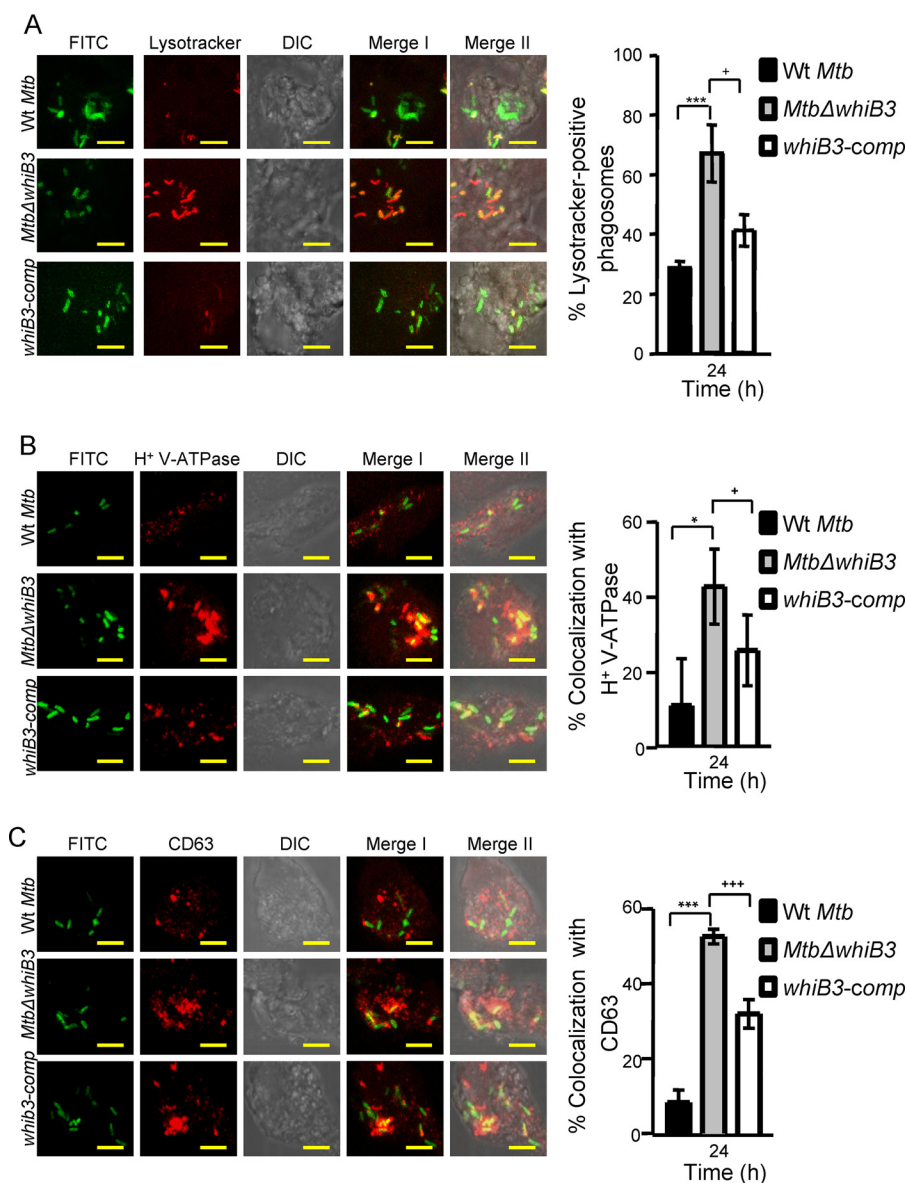 A
FITC Lysotracker DIC Merge I Merge II
Wt Mtb
MtbΔwhiB3
whiB3-comp
% Lysotracker-positive
phagosomes
100
80
60
40
20
0
***
+
24
Time (h)
Wt Mtb
MtbΔwhiB3
whiB3-comp
B
FITC H⁺ V-ATPase DIC Merge I Merge II
Wt Mtb
MtbΔwhiB3
whiB3-comp
% Colocalization with
H⁺ V-ATPase
60
40
20
0
*
+
24
Time (h)
Wt Mtb
MtbΔwhiB3
whiB3-comp
C
FITC CD63 DIC Merge I Merge II
Wt Mtb
MtbΔwhiB3
whib3-comp
% Colocalization with
CD63
60
40
20
0
***
+++
24
Time (h)
Wt Mtb
MtbΔwhiB3
whiB3-comp